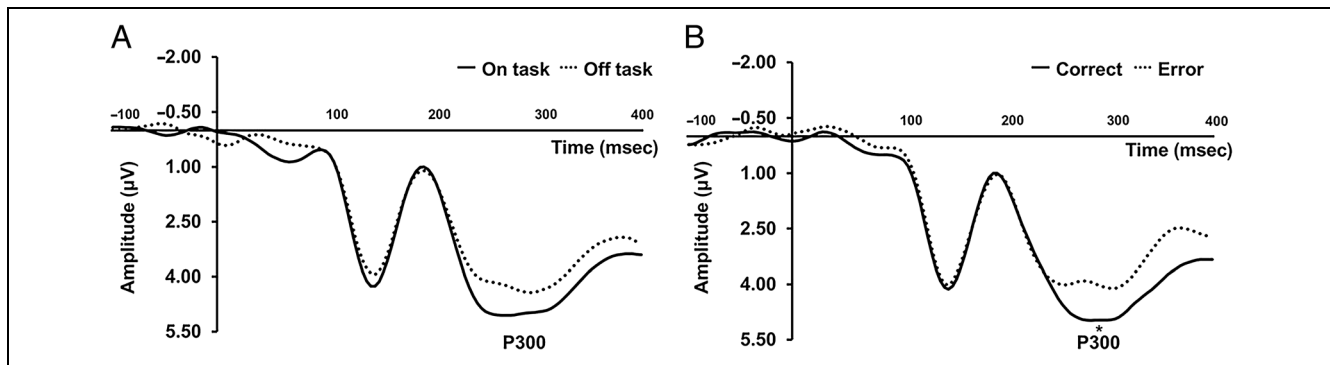 A
B
On task
Off task
Correct
Error
−2.00
−0.50
1.00
2.50
4.00
5.50
−100
100
200
300
400
Time (msec)
Amplitude (µV)
P300
−2.00
−0.50
1.00
2.50
4.00
5.50
−100
100
200
300
400
Time (msec)
Amplitude (µV)
*
P300